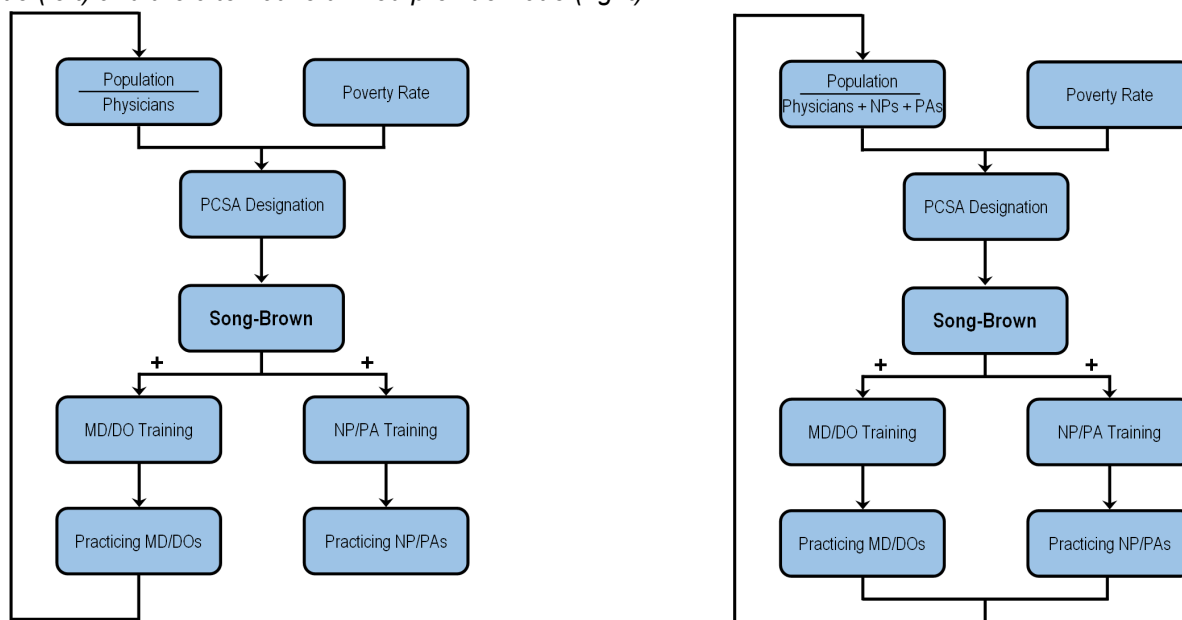 Population
Physicians
Poverty Rate
PCSA Designation
Song-Brown
+ +
MD/DO Training
NP/PA Training
Practicing MD/DOs
Practicing NP/PAs
Population
Physicians + NPs + PAs
Poverty Rate
PCSA Designation
Song-Brown
+ +
MD/DO Training
NP/PA Training
Practicing MD/DOs
Practicing NP/PAs